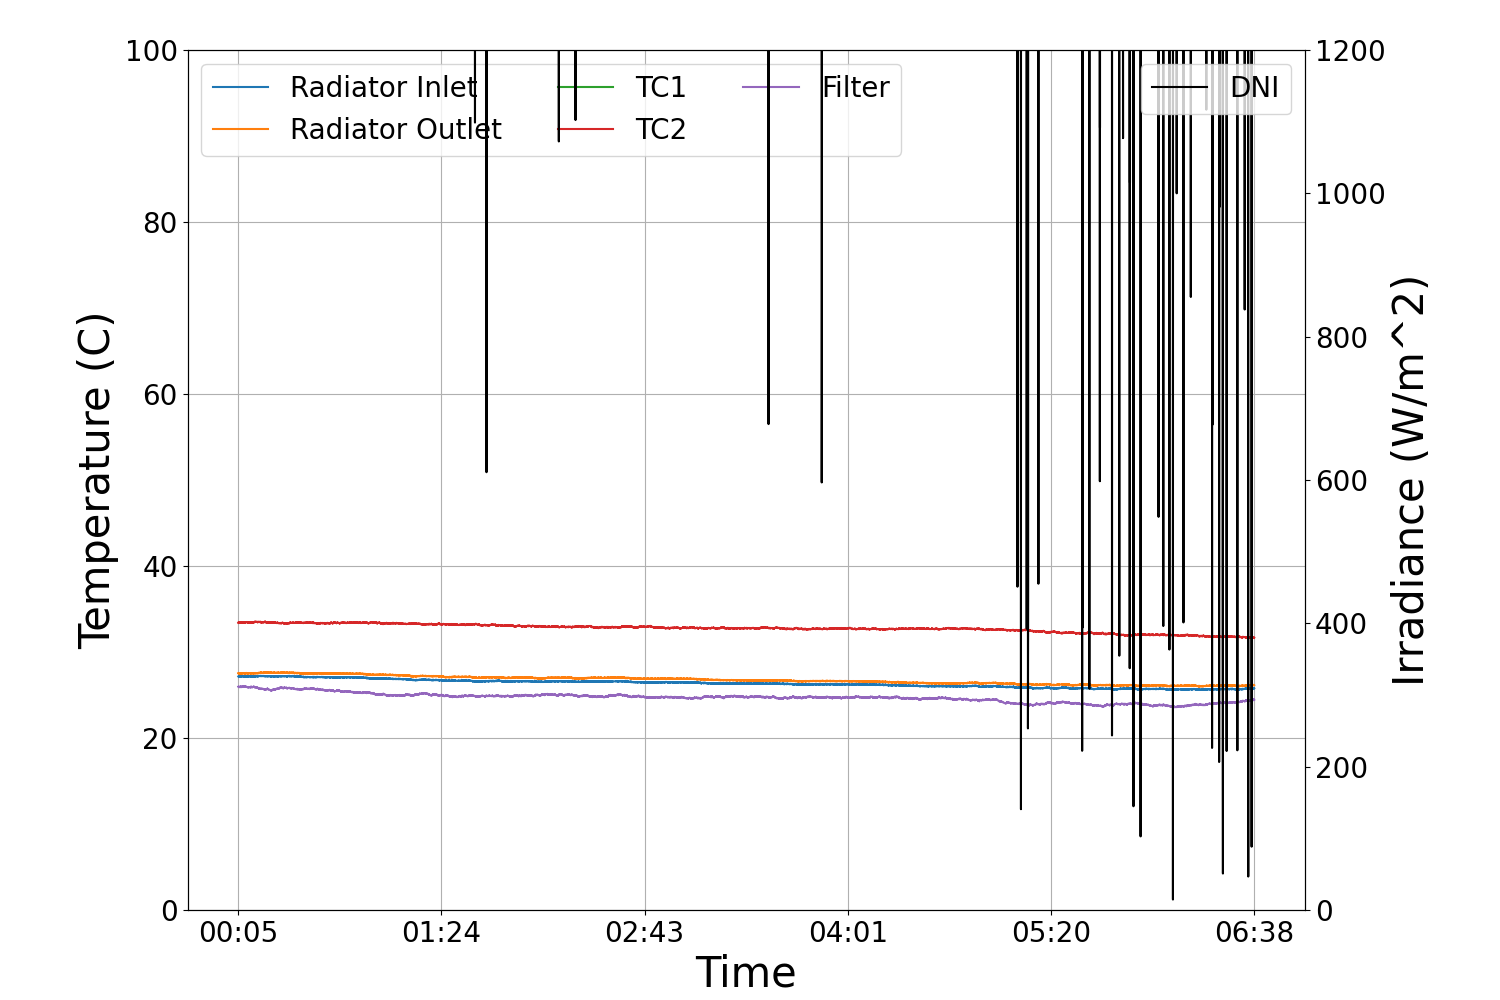 100
80
60
40
20
0
Temperature (C)
Radiator Inlet
Radiator Outlet
TC1
TC2
Filter
DNI
1200
1000
800
600
400
200
0
Irradiance (W/m^2)
00:05 01:24 02:43 04:01 05:20 06:38
Time